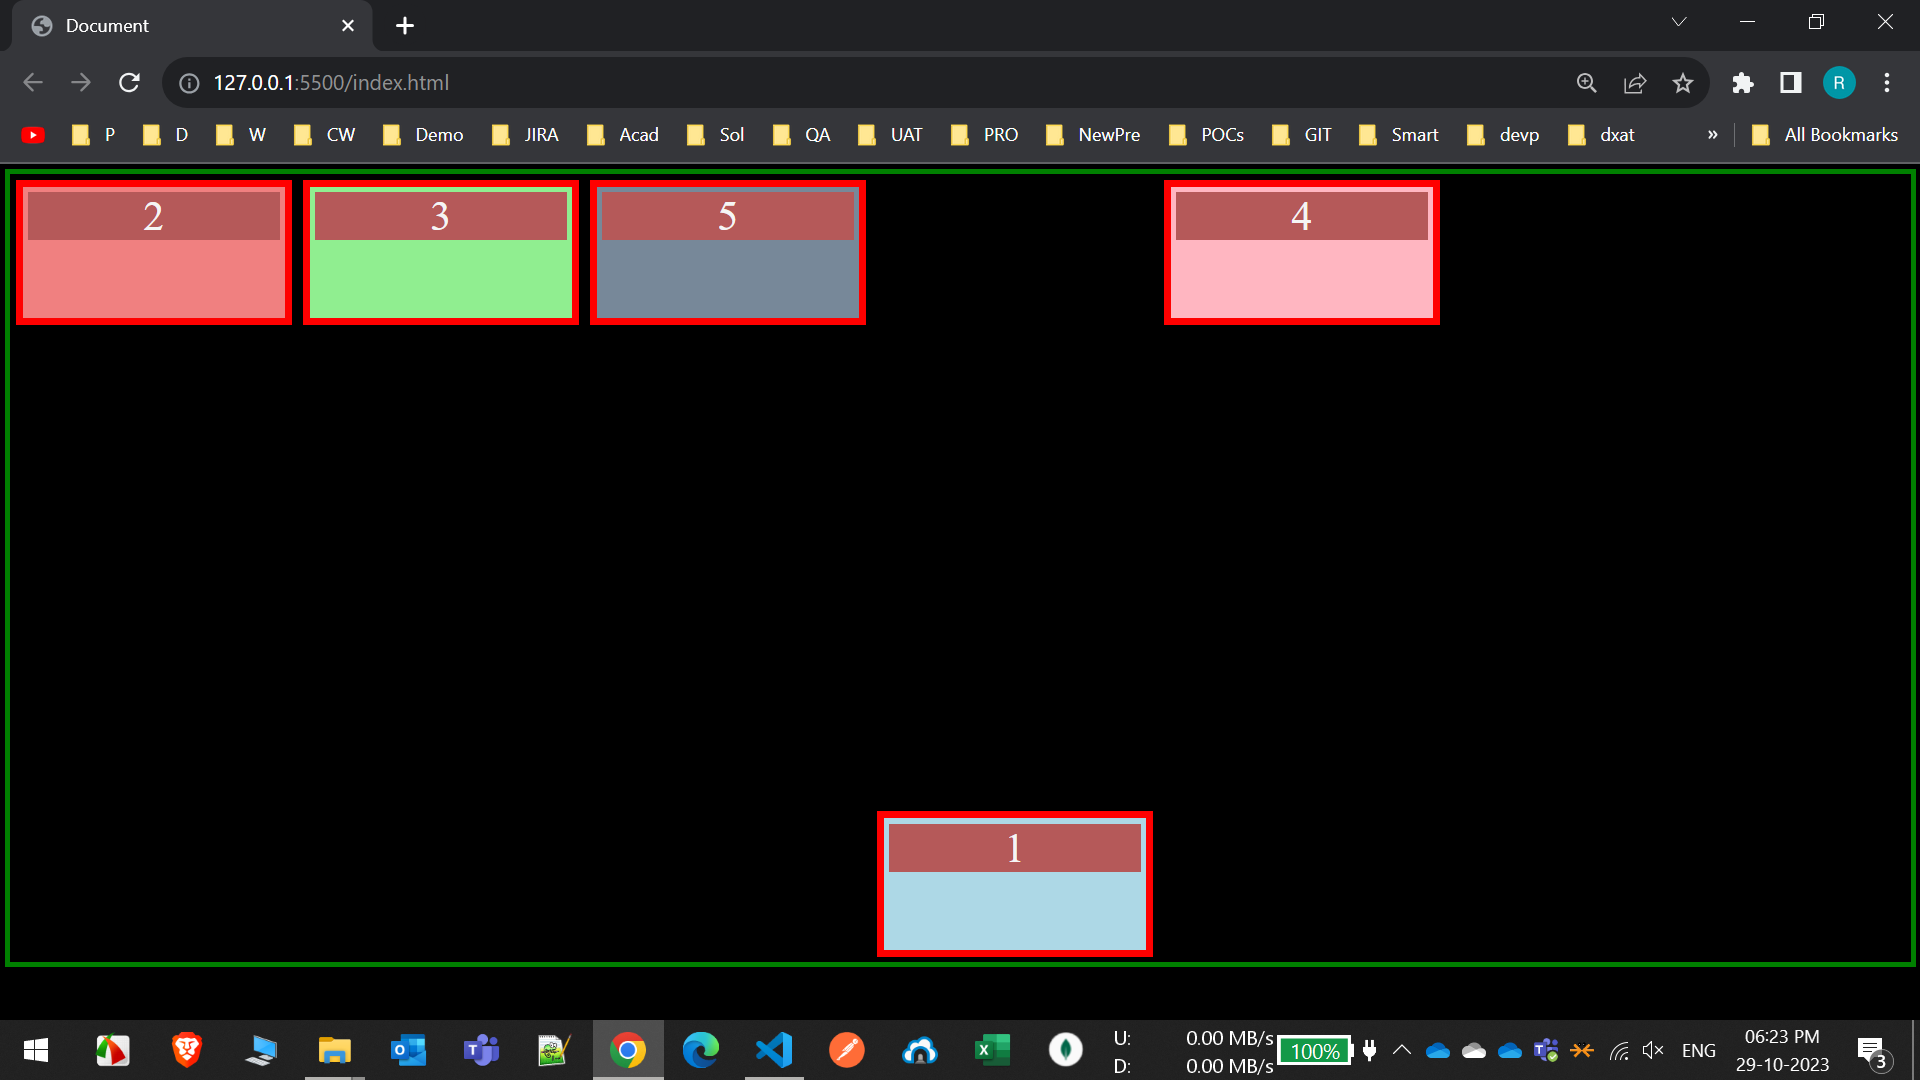 Document
127.0.0.1:5500/index.html
R
P D W CW Demo JIRA Acad Sol QA UAT PRO NewPre POCs GIT Smart devp dxat » All Bookmarks
2 3 5 4
1
U: 0.00 MB/s
D: 0.00 MB/s
100%
ENG
06:23 PM
29-10-2023
3